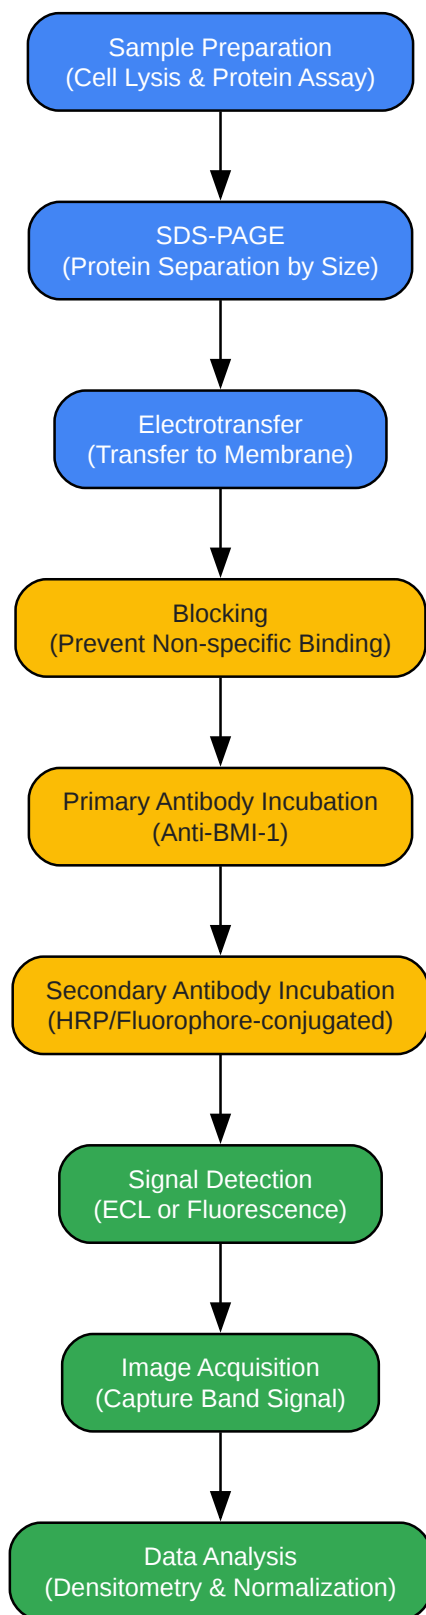 Sample Preparation
(Cell Lysis & Protein Assay)
SDS-PAGE
(Protein Separation by Size)
Electrotransfer
(Transfer to Membrane)
Blocking
(Prevent Non-specific Binding)
Primary Antibody Incubation
(Anti-BMI-1)
Secondary Antibody Incubation
(HRP/Fluorophore-conjugated)
Signal Detection
(ECL or Fluorescence)
Image Acquisition
(Capture Band Signal)
Data Analysis
(Densitometry & Normalization)